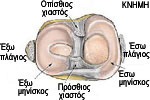 Οπίσθιος
χιαστός
ΚΝΗΜΗ
Έξω
πλάγιος
Έσω
πλάγιος
Έξω
μηνίσκος
Πρόσθιος
χιαστός
Έσω
μηνίσκος